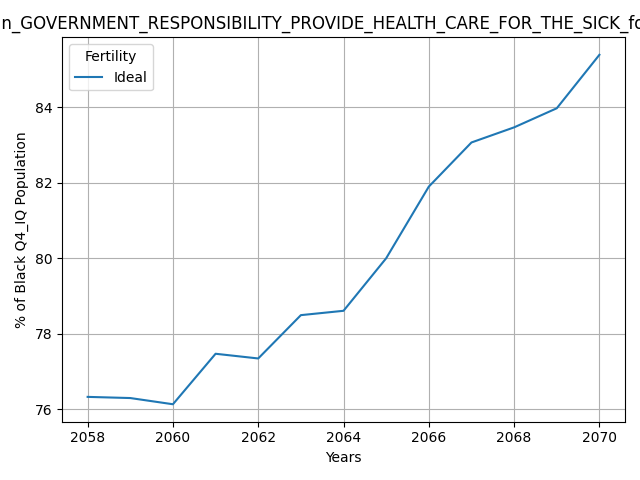 n_GOVERNMENT_RESPONSIBILITY_PROVIDE_HEALTH_CARE_FOR_THE_SICK_fo
Fertility
Ideal
% of Black Q4_IQ Population
84
82
80
78
76
2058 2060 2062 2064 2066 2068 2070
Years